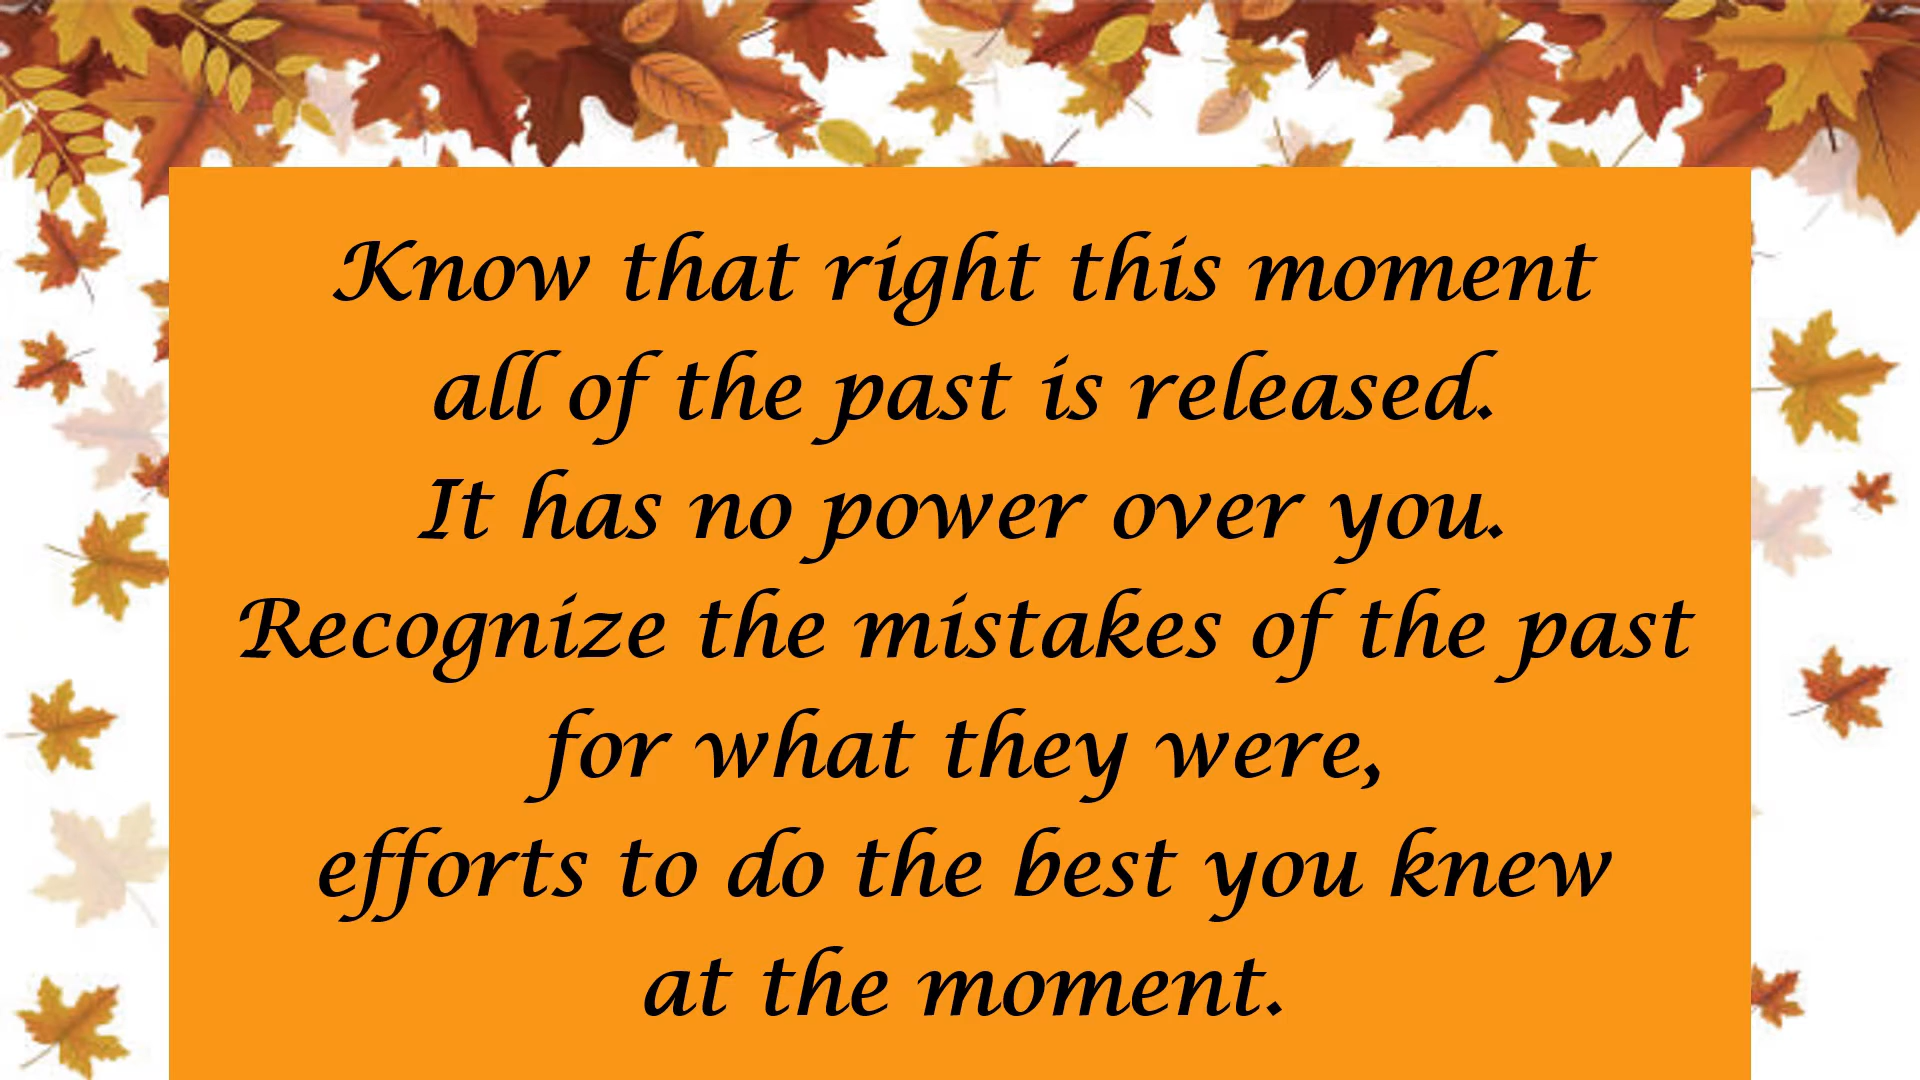 Know that right this moment
all of the past is released.
It has no power over you.
Recognize the mistakes of the past
for what they were,
efforts to do the best you knew
at the moment.